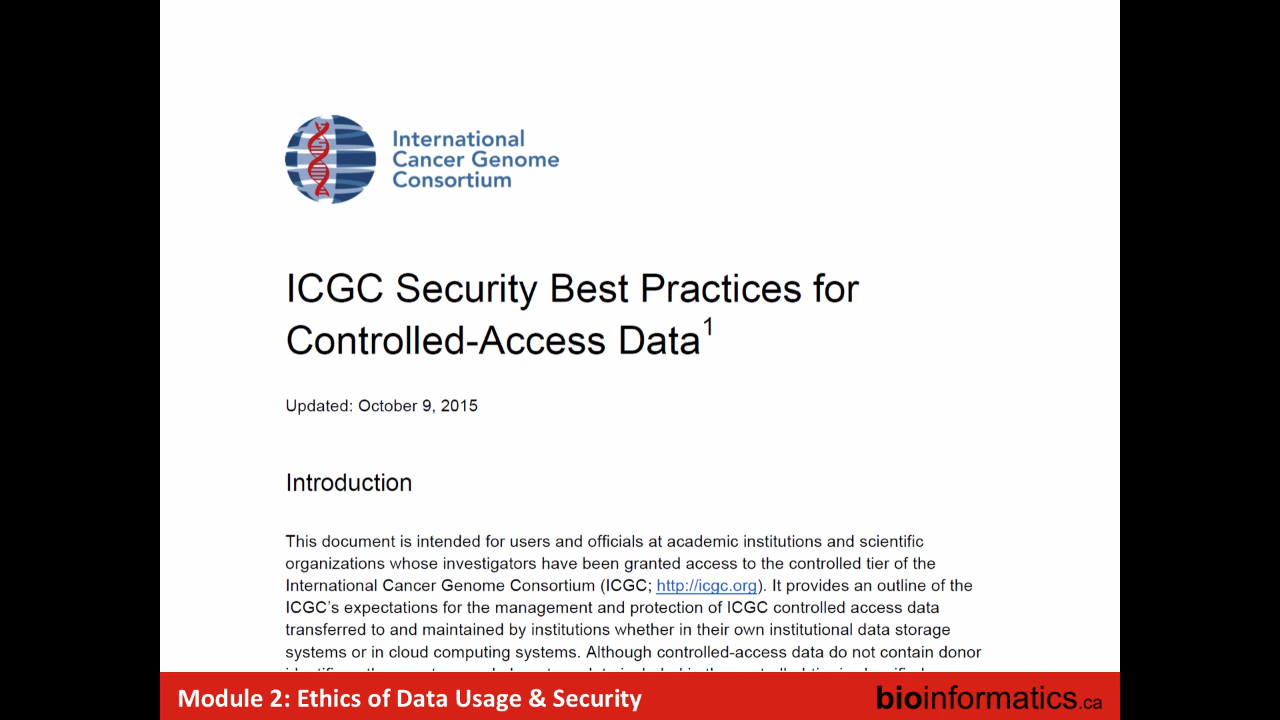 International
Cancer Genome
Consortium
ICGC Security Best Practices for
Controlled-Access Data1
Updated: October 9, 2015
Introduction
This document is intended for users and officials at academic institutions and scientific
organizations whose investigators have been granted access to the controlled tier of the
International Cancer Genome Consortium (ICGC; http://icgc.org). It provides an outline of the
ICGC's expectations for the management and protection of ICGC controlled access data
transferred to and maintained by institutions whether in their own institutional data storage
systems or in cloud computing systems. Although controlled-access data do not contain donor
Module 2: Ethics of Data Usage & Security
bioinformatics.ca